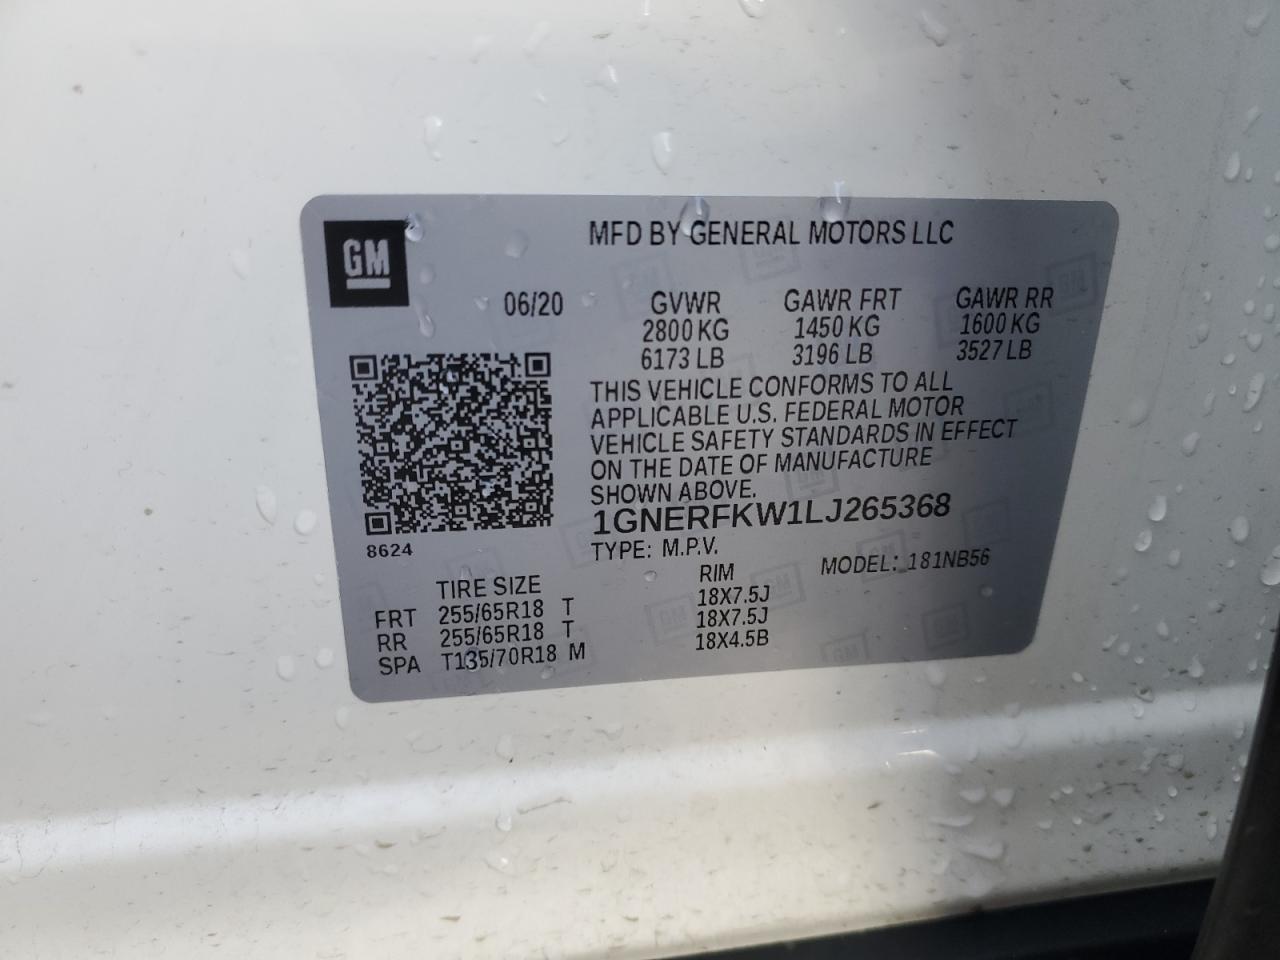 GM
MFD BY GENERAL MOTORS LLC
06/20 GVWR GAWR FRT GAWR RR
2800 KG 1450 KG 1600 KG
6173 LB 3196 LB 3527 LB
THIS VEHICLE CONFORMS TO ALL
APPLICABLE U.S. FEDERAL MOTOR
VEHICLE SAFETY STANDARDS IN EFFECT
ON THE DATE OF MANUFACTURE
SHOWN ABOVE.
1GNERFKW1LJ265368
8624
TYPE: M.P.V. MODEL: 181NB56
TIRE SIZE RIM
FRT 255/65R18 T 18X7.5J
RR 255/65R18 T 18X7.5J
SPA T135/70R18 M 18X4.5B